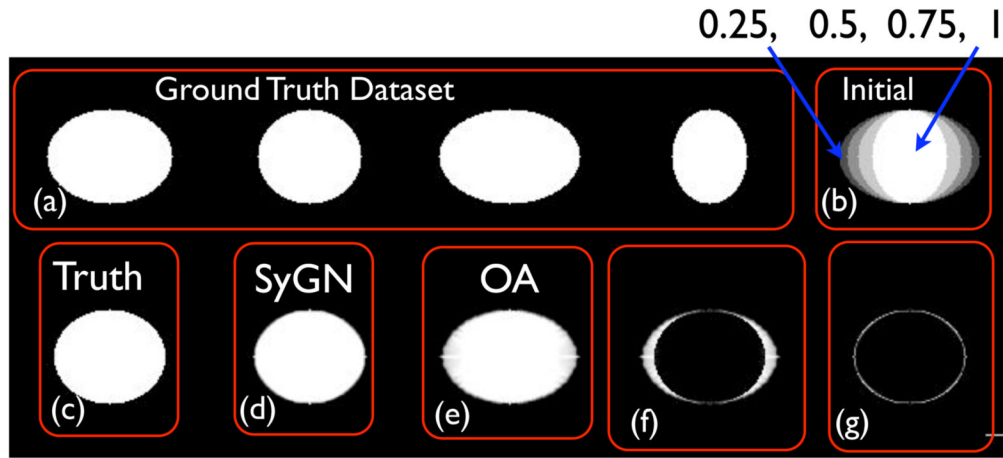 0.25, 0.5, 0.75, 1
Ground Truth Dataset
Initial
(a)
(b)
Truth
SyGN
OA
(c)
(d)
(e)
(f)
(g)